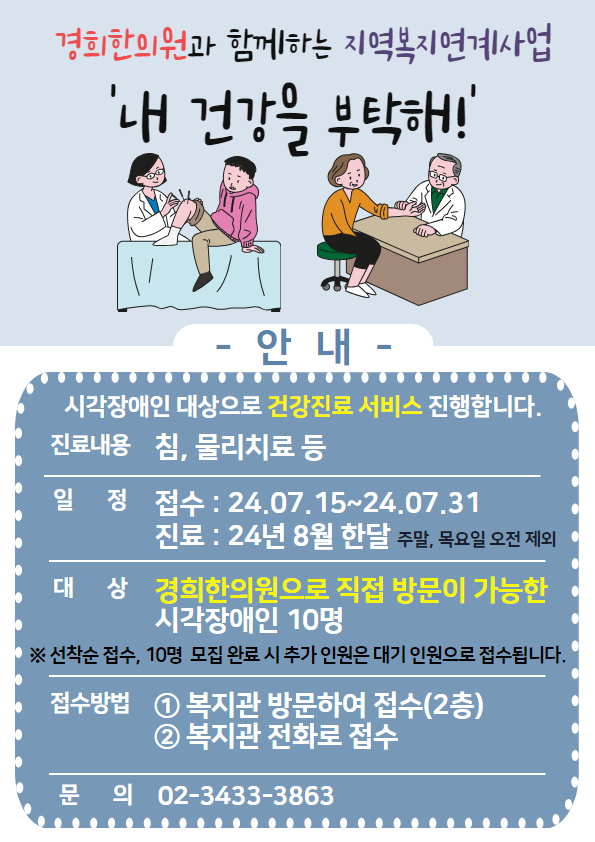 경희한의원과 함께하는 지역복지연계사업
'내 건강을 부탁해!'
- 안 내 -
시각장애인 대상으로 건강진료 서비스 진행합니다.
진료내용 침, 물리치료 등
일 정 접수 : 24.07.15~24.07.31
진료 : 24년 8월 한달 주말, 목요일 오전 제외
대 상 경희한의원으로 직접 방문이 가능한
시각장애인 10명
※ 선착순 접수, 10명 모집 완료 시 추가 인원은 대기 인원으로 접수됩니다.
접수방법 ① 복지관 방문하여 접수(2층)
② 복지관 전화로 접수
문 의 02-3433-3863